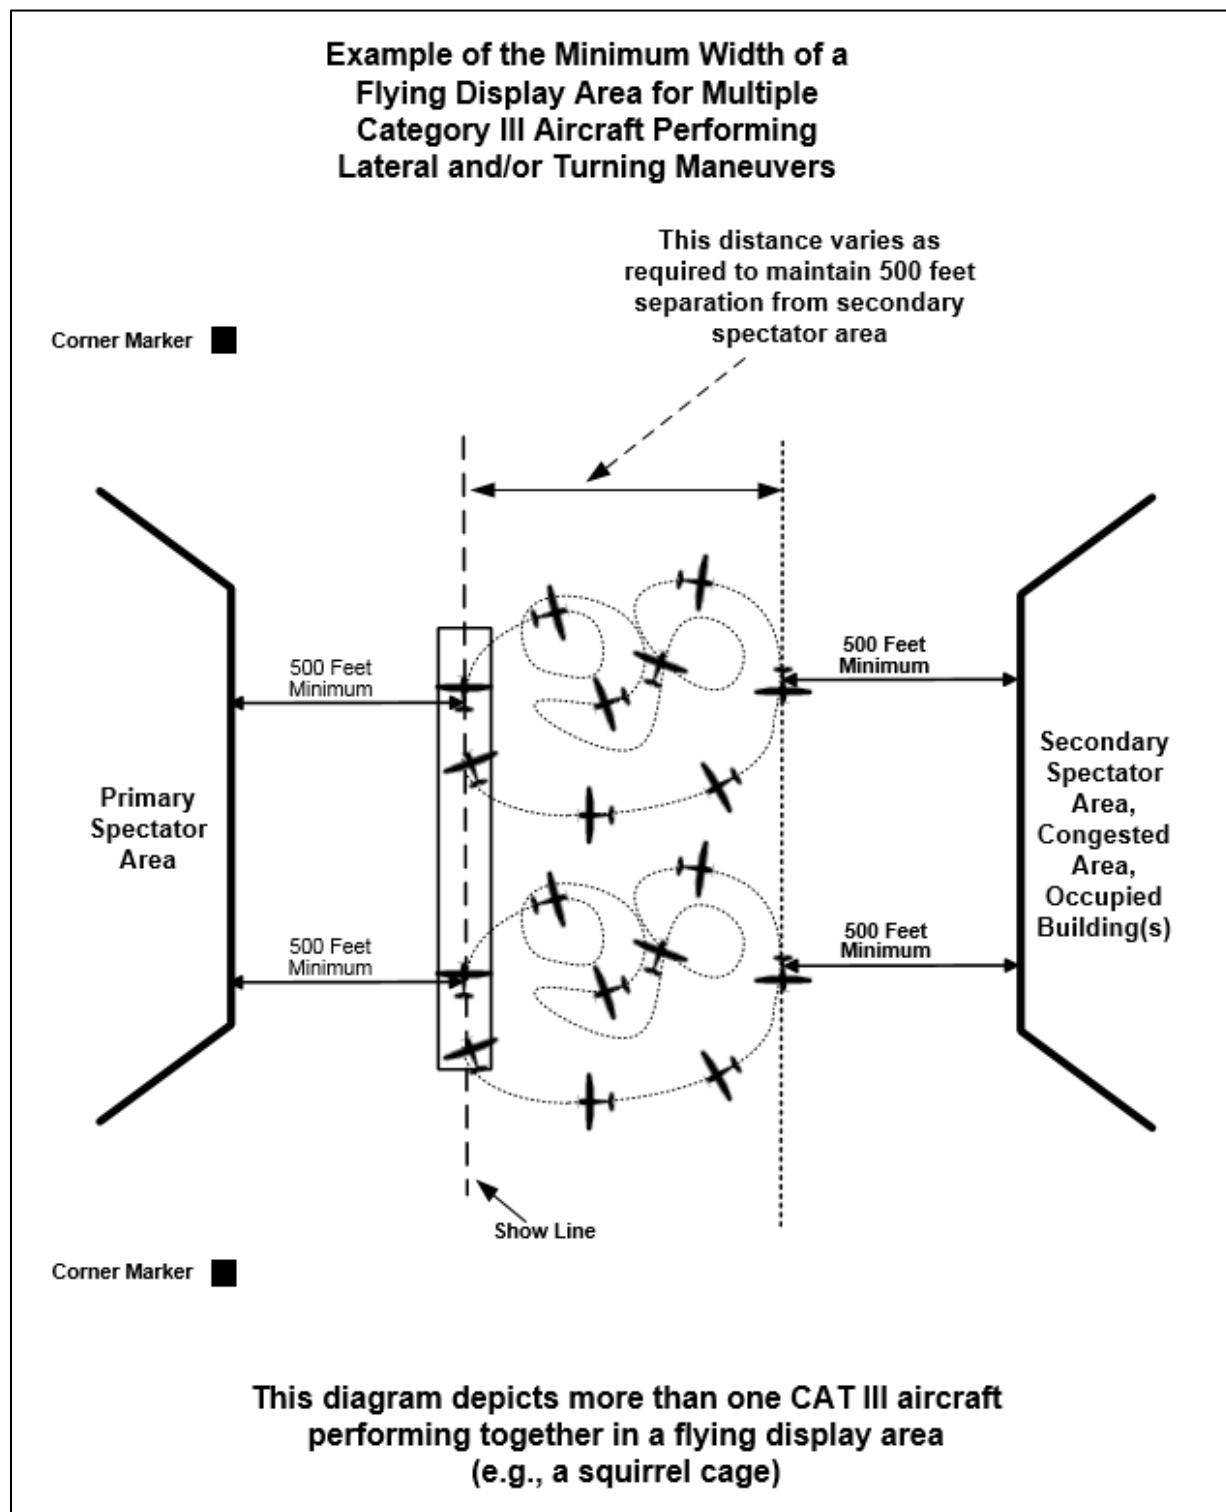 Example of the Minimum Width of a
Flying Display Area for Multiple
Category III Aircraft Performing
Lateral and/or Turning Maneuvers
This distance varies as
required to maintain 500 feet
separation from secondary
spectator area
Corner Marker
500 Feet
Minimum
500 Feet
Minimum
Primary
Spectator
Area
Secondary
Spectator
Area,
Congested
Area,
Occupied
Building(s)
500 Feet
Minimum
500 Feet
Minimum
Show Line
Corner Marker
This diagram depicts more than one CAT III aircraft
performing together in a flying display area
(e.g., a squirrel cage)